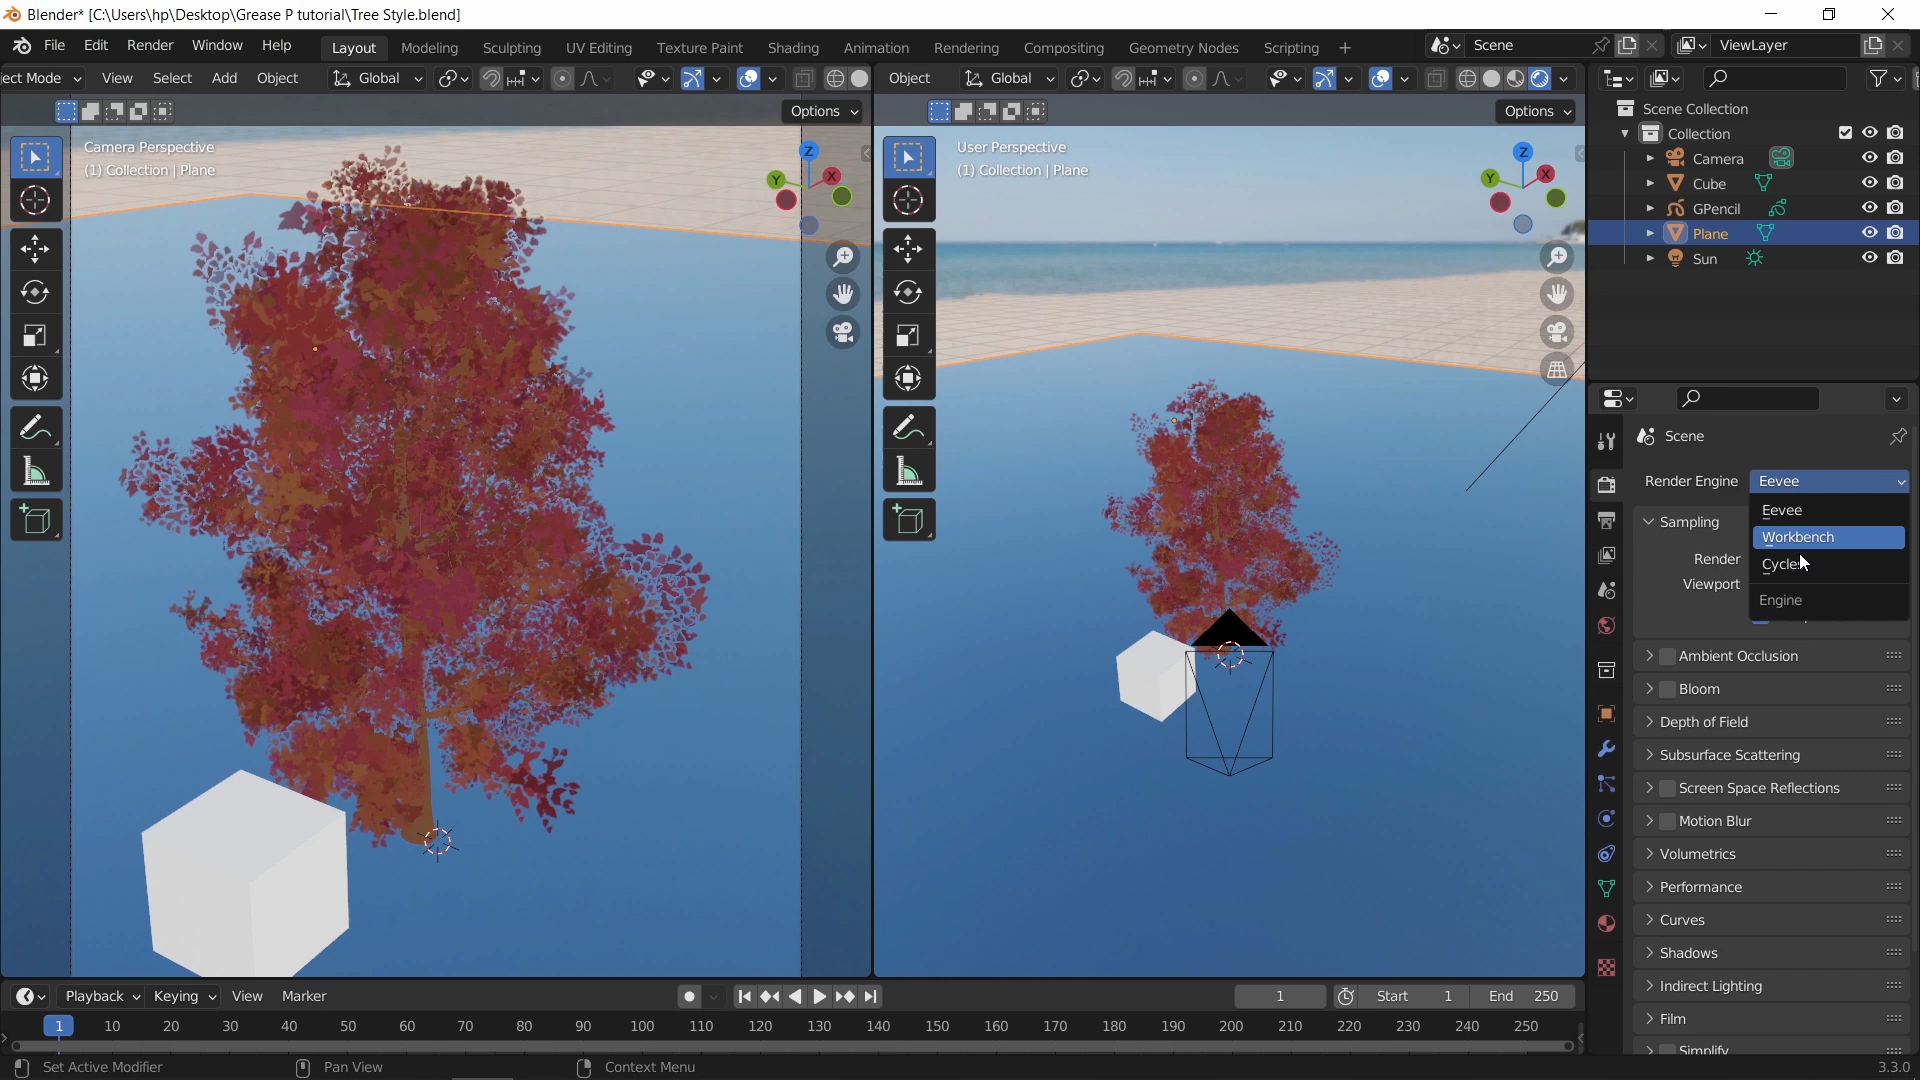 Blender* [C:\Users\hp\Desktop\Grease P tutorial\Tree Style.blend]
File Edit Render Window Help Layout Modeling Sculpting UV Editing Texture Paint Shading Animation Rendering Compositing Geometry Nodes Scripting + Scene ViewLayer
ect Mode View Select Add Object Global Object Global
Options Options
Camera Perspective
(1) Collection | Plane
User Perspective
(1) Collection | Plane
Z
Y
X
Z
Y
X
Scene Collection
Collection
Camera
Cube
GPencil
Plane
Sun
Scene
Render Engine Eevee
Eevee
Workbench
Cycles
Engine
Sampling
Render
Viewport
Ambient Occlusion
Bloom
Depth of Field
Subsurface Scattering
Screen Space Reflections
Motion Blur
Volumetrics
Performance
Curves
Shadows
Indirect Lighting
Film
Simplify
Playback Keying View Marker 1 Start 1 End 250
1 10 20 30 40 50 60 70 80 90 100 110 120 130 140 150 160 170 180 190 200 210 220 230 240 250
Set Active Modifier Pan View Context Menu 3.3.0